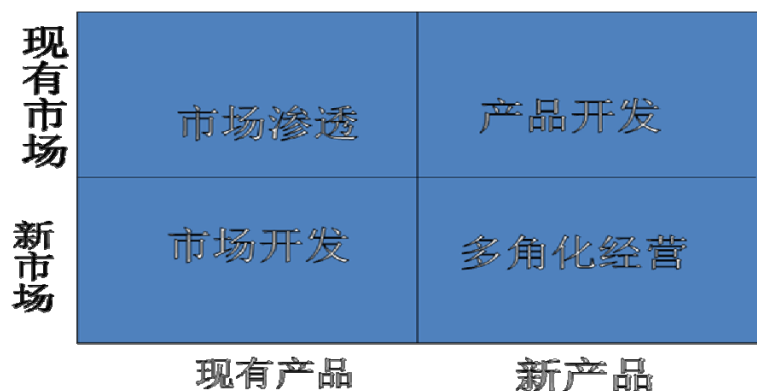 现有市场
市场渗透
产品开发
新市场
市场开发
多角化经营
现有产品
新产品